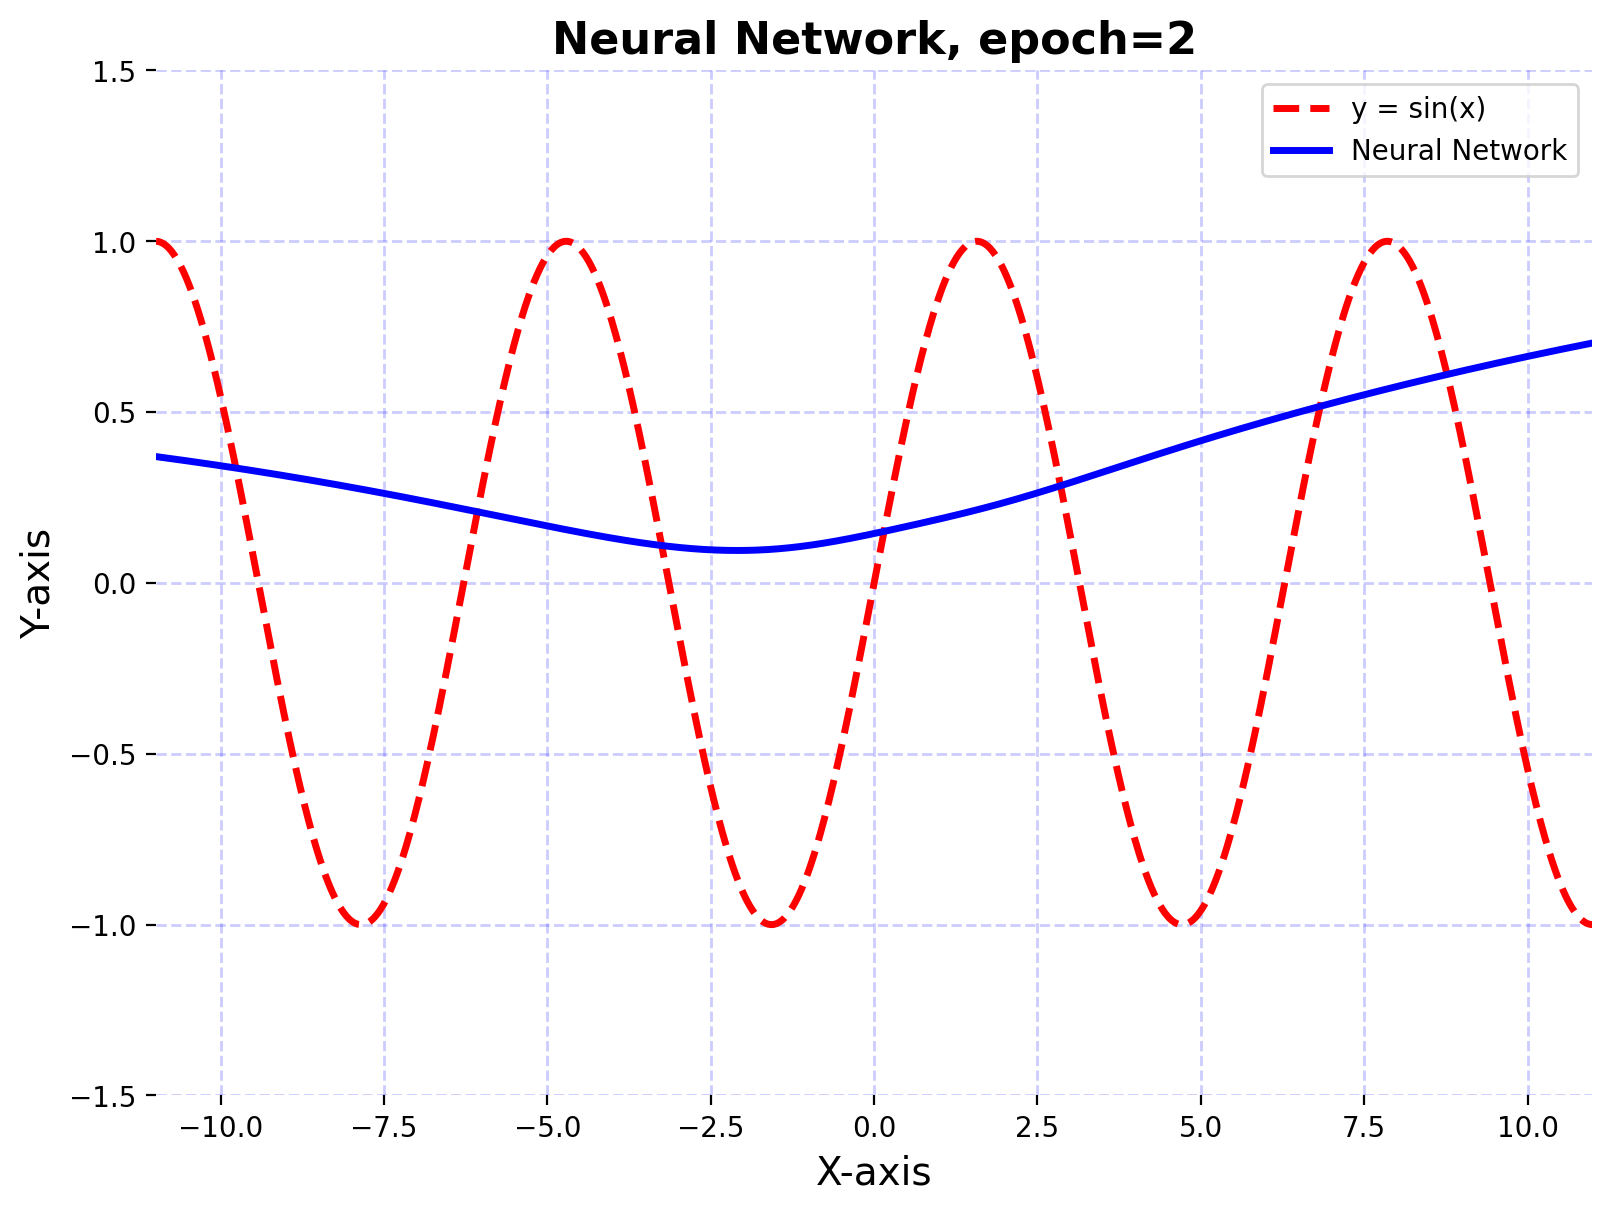 Neural Network, epoch=2
1.5
1.0
0.5
0.0
−0.5
−1.0
−1.5
Y-axis
y = sin(x)
Neural Network
−10.0 −7.5 −5.0 −2.5 0.0 2.5 5.0 7.5 10.0
X-axis